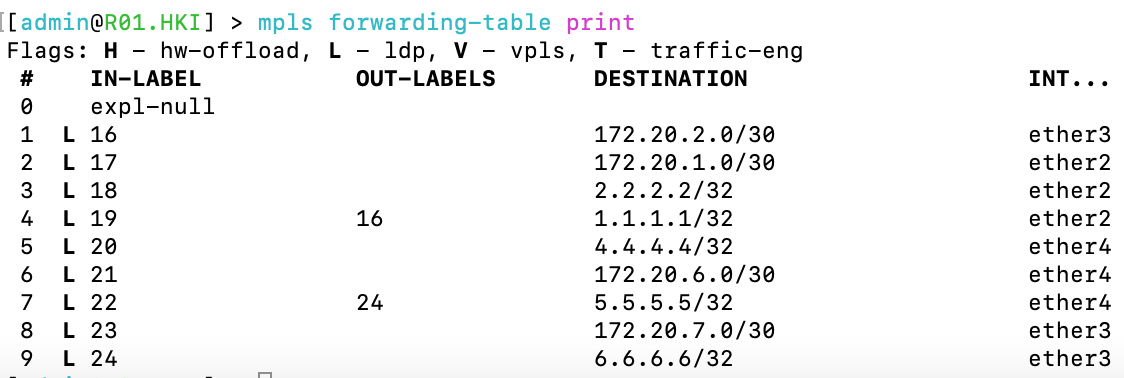 [[admin@R01.HKI] > mpls forwarding-table print
Flags: H - hw-offload, L - ldp, V - vpls, T - traffic-eng
#    IN-LABEL    OUT-LABELS    DESTINATION    INT...
0    expl-null
1  L 16    172.20.2.0/30    ether3
2  L 17    172.20.1.0/30    ether2
3  L 18    2.2.2.2/32    ether2
4  L 19    16    1.1.1.1/32    ether2
5  L 20    4.4.4.4/32    ether4
6  L 21    172.20.6.0/30    ether4
7  L 22    24    5.5.5.5/32    ether4
8  L 23    172.20.7.0/30    ether3
9  L 24    6.6.6.6/32    ether3